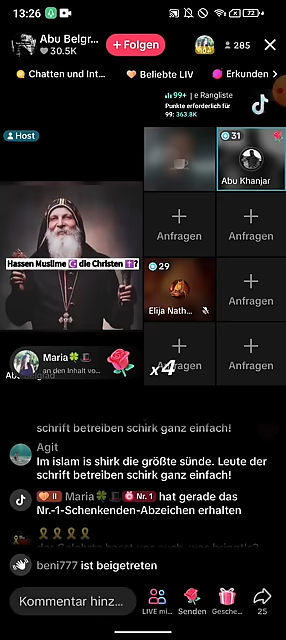 13:26
72
Abu Belgr...
30.5K
+ Folgen
285
Chatten und Int...
Beliebte LIV
Erkunden
99+ | e Rangliste
Punkte erforderlich für
99: 363.8K
Host
31
Abu Khanjar
Hassen Muslime die Christen ?
Anfragen
Anfragen
29
Elija Nath...
Anfragen
Maria
an den Inhalt vo...
x4
Anfragen
Anfragen
schrift betreiben schirk ganz einfach!
Agit
Im islam is shirk die größte sünde. Leute der
schrift betreiben schirk ganz einfach!
II Maria Nr. 1 hat gerade das
Nr.-1-Schenkenden-Abzeichen erhalten
beni777 ist beigetreten
Kommentar hinz...
LIVE mi...
Senden
Gesche...
25